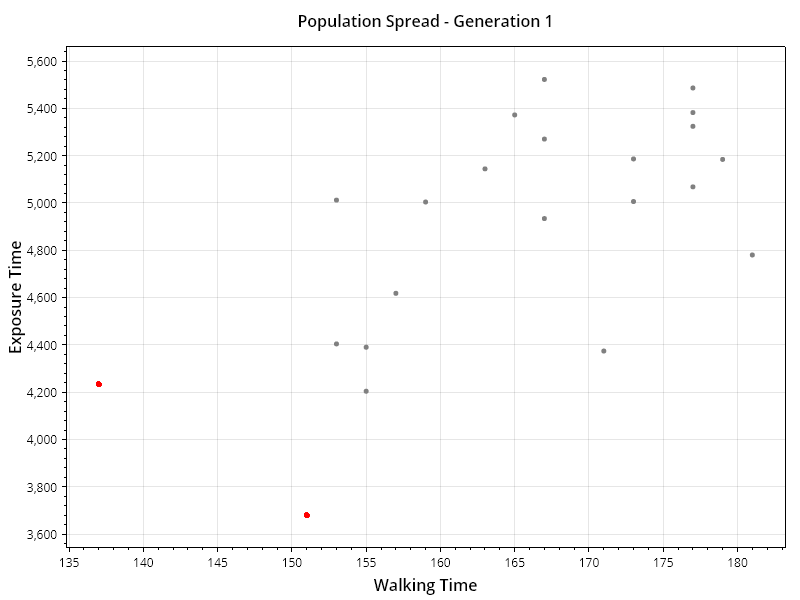 Population Spread - Generation 1
5,600
5,400
5,200
5,000
4,800
4,600
4,400
4,200
4,000
3,800
3,600
Exposure Time
135 140 145 150 155 160 165 170 175 180
Walking Time